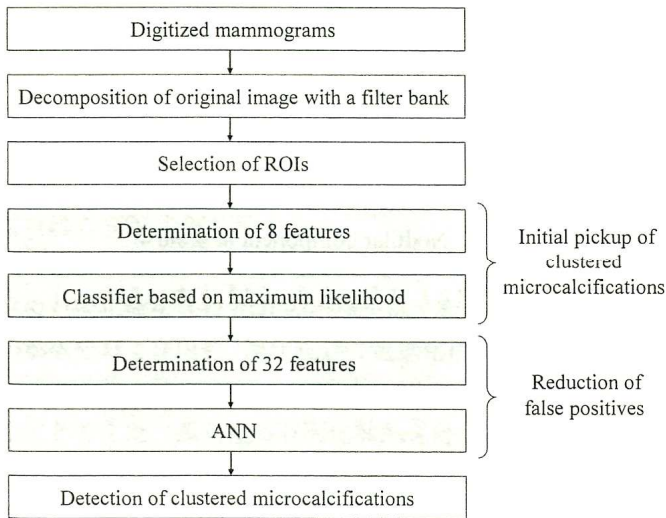 Digitized mammograms
Decomposition of original image with a filter bank
Selection of ROIs
Determination of 8 features
Classifier based on maximum likelihood
Initial pickup of
clustered
microcalcifications
Determination of 32 features
ANN
Reduction of
false positives
Detection of clustered microcalcifications